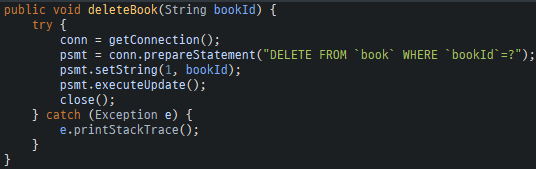 public void deleteBook(String bookId) {
    try {
        conn = getConnection();
        psmt = conn.prepareStatement("DELETE FROM `book` WHERE `bookId`=?");
        psmt.setString(1, bookId);
        psmt.executeUpdate();
        close();
    } catch (Exception e) {
        e.printStackTrace();
    }
}